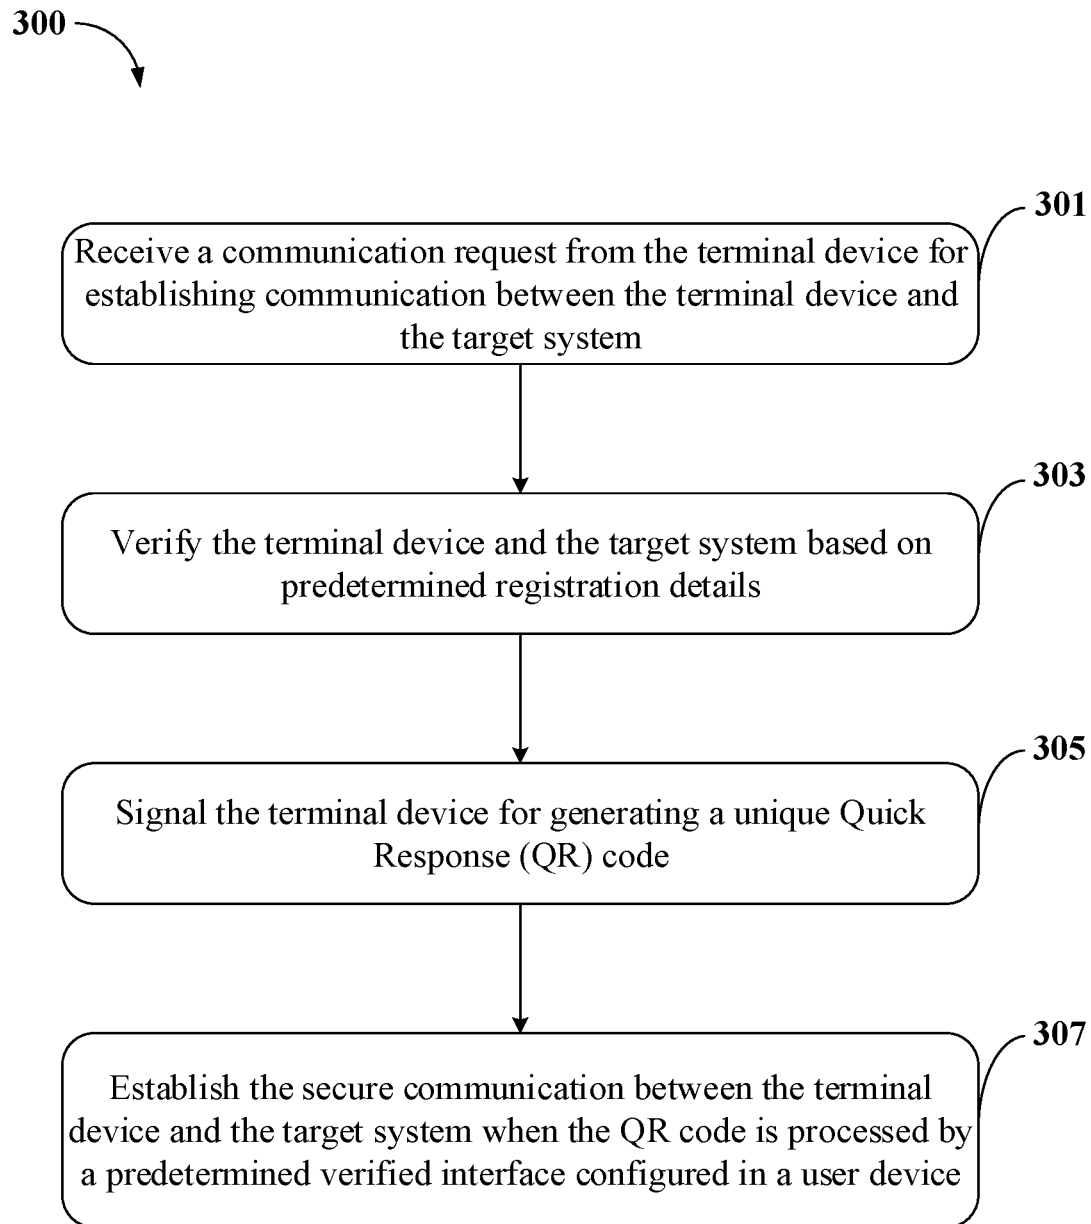 300
301
Receive a communication request from the terminal device for
establishing communication between the terminal device and
the target system
303
Verify the terminal device and the target system based on
predetermined registration details
305
Signal the terminal device for generating a unique Quick
Response (QR) code
307
Establish the secure communication between the terminal
device and the target system when the QR code is processed by
a predetermined verified interface configured in a user device